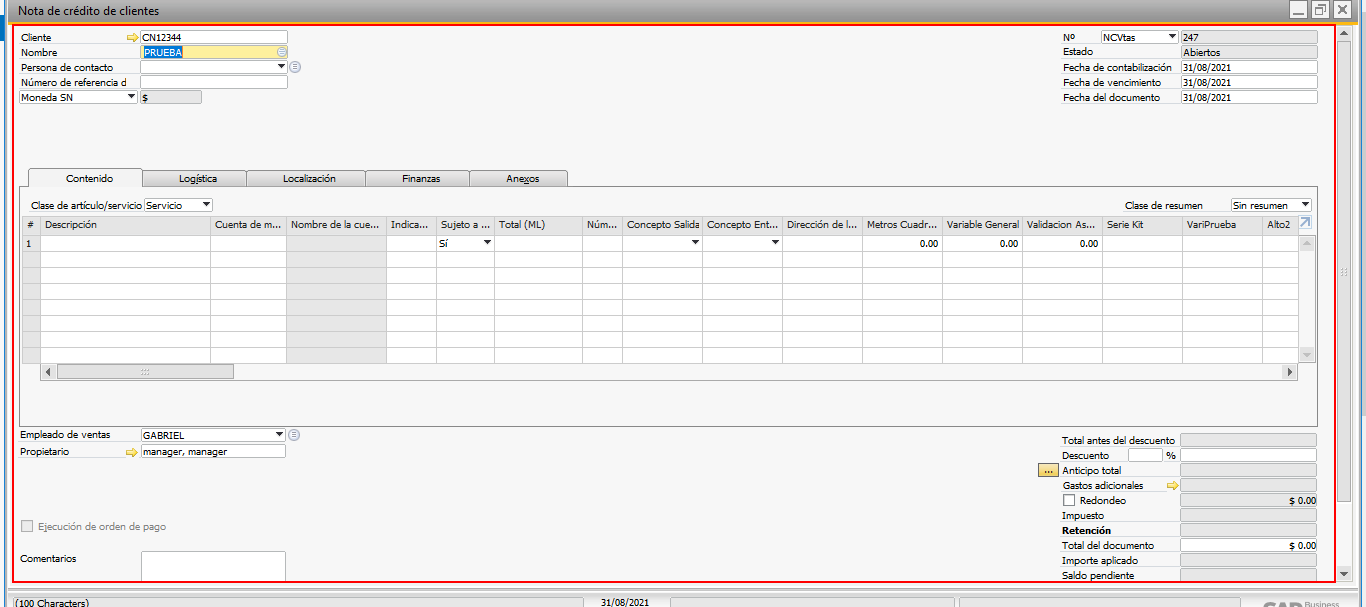 Nota de crédito de clientes
Cliente CN12344
Nombre PRUEBA
Persona de contacto
Número de referencia d
Moneda SN $
Nº NCVtas 247
Estado Abiertos
Fecha de contabilización 31/08/2021
Fecha de vencimiento 31/08/2021
Fecha del documento 31/08/2021
Contenido Logística Localización Finanzas Anexos
Clase de artículo/servicio Servicio Clase de resumen Sin resumen
# Descripción Cuenta de m... Nombre de la cue... Indica... Sujeto a ... Total (ML) Núm... Concepto Salida Concepto Ent... Dirección de l... Metros Cuadr... Variable General Validacion As... Serie Kit VariPrueba Alto2
1 Sí 0.00 0.00 0.00
Empleado de ventas GABRIEL
Propietario manager, manager
Total antes del descuento
Descuento %
... Anticipo total
Gastos adicionales
Redondeo $ 0.00
Impuesto
Retención
Total del documento $ 0.00
Importe aplicado
Saldo pendiente
Ejecución de orden de pago
Comentarios
(100 Characters) 31/08/2021 SAP Business